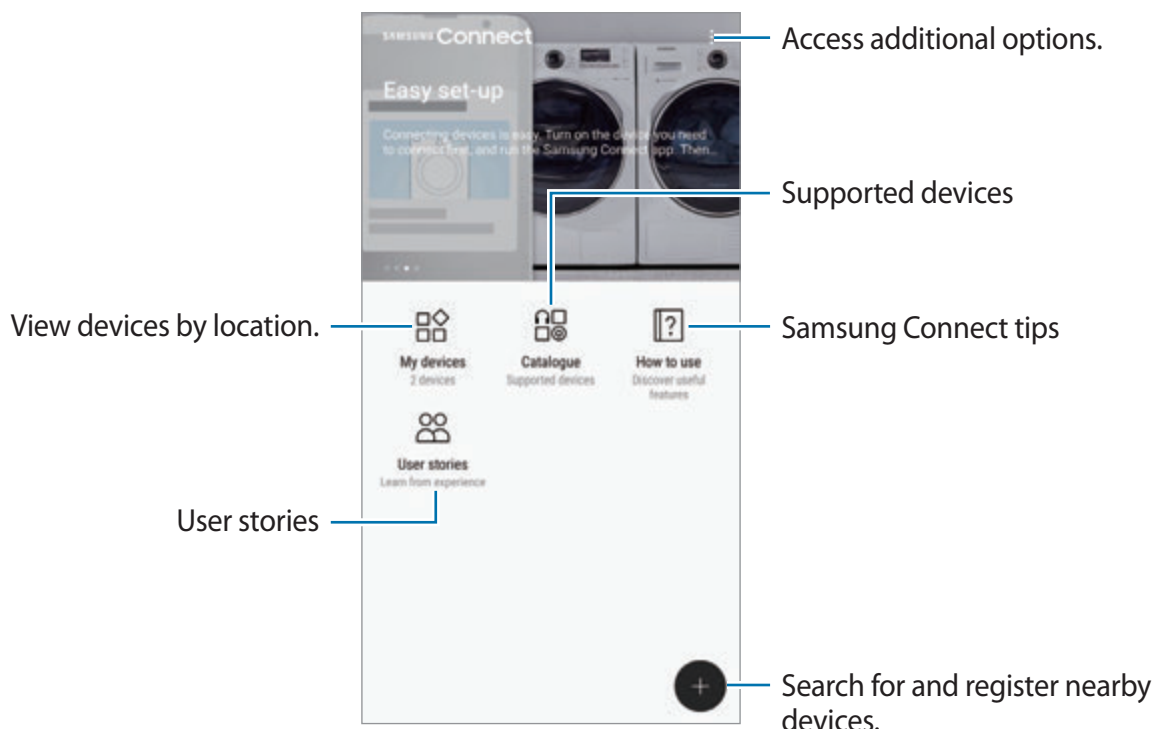 SAMSUNG Connect
Access additional options.
Easy set-up
Connecting devices is easy. Turn on the device you need
to connect first, and run the Samsung Connect app. Then...
Supported devices
View devices by location.
Samsung Connect tips
My devices
2 devices
Catalogue
Supported devices
How to use
Discover useful
features
User stories
Learn from experience
User stories
Search for and register nearby
devices.